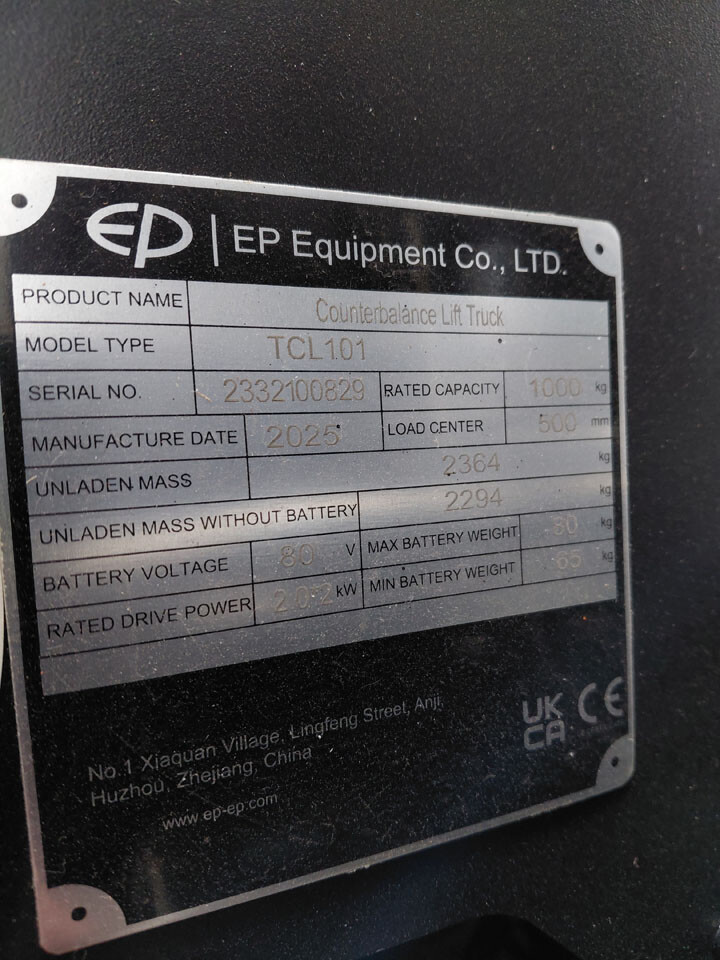 EP | EP Equipment Co., LTD.
PRODUCT NAME Counterbalance Lift Truck
MODEL TYPE TCL101
SERIAL NO. 2332100829 RATED CAPACITY 1000 kg
MANUFACTURE DATE 2025 LOAD CENTER 500 mm
UNLADEN MASS 2364 kg
UNLADEN MASS WITHOUT BATTERY 2294 kg
BATTERY VOLTAGE 80 V MAX BATTERY WEIGHT kg
RATED DRIVE POWER kW MIN BATTERY WEIGHT 65 kg
No.1 Xiaquan Village, Lingfeng Street, Anji,
Huzhou, Zhejiang, China
www.ep-ep.com
UK
CA CE